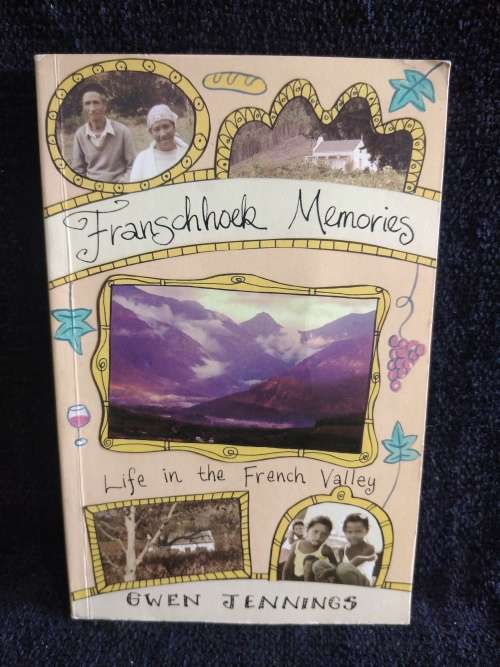 Franschhoek Memories
Life in the French Valley
GWEN JENNINGS